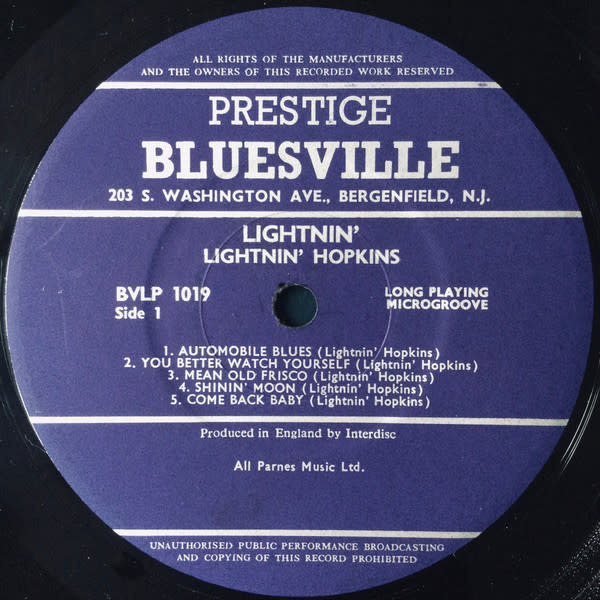 ALL RIGHTS OF THE MANUFACTURERS
AND THE OWNERS OF THIS RECORDED WORK RESERVED
PRESTIGE
BLUESVILLE
203 S. WASHINGTON AVE., BERGENFIELD, N.J.
LIGHTNIN'
LIGHTNIN' HOPKINS
BVLP 1019
Side 1
LONG PLAYING
MICROGROOVE
1. AUTOMOBILE BLUES (Lightnin' Hopkins)
2. YOU BETTER WATCH YOURSELF (Lightnin' Hopkins)
3. MEAN OLD FRISCO (Lightnin' Hopkins)
4. SHININ' MOON (Lightnin' Hopkins)
5. COME BACK BABY (Lightnin' Hopkins)
Produced in England by Interdisc
All Parnes Music Ltd.
UNAUTHORISED PUBLIC PERFORMANCE BROADCASTING
AND COPYING OF THIS RECORD PROHIBITED